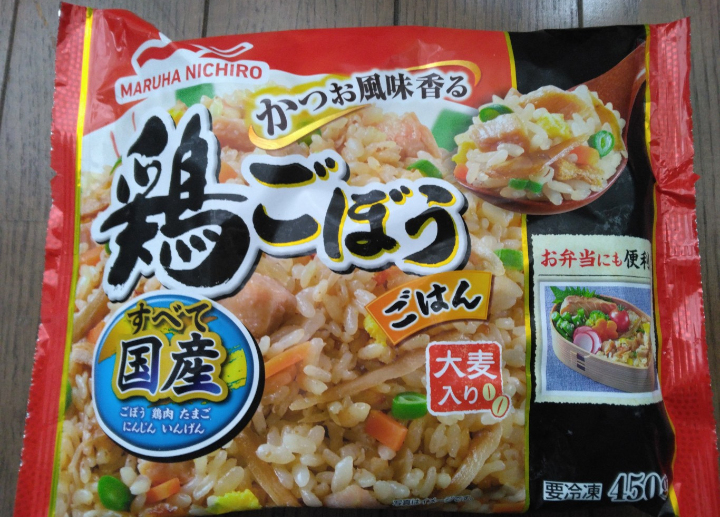 MARUHA NICHIRO
かつお風味香る
鶏ごぼう
ごはん
すべて
国産
ごぼう 鶏肉 たまご
にんじん いんげん
大麦
入り
お弁当にも便利
要冷凍 450g